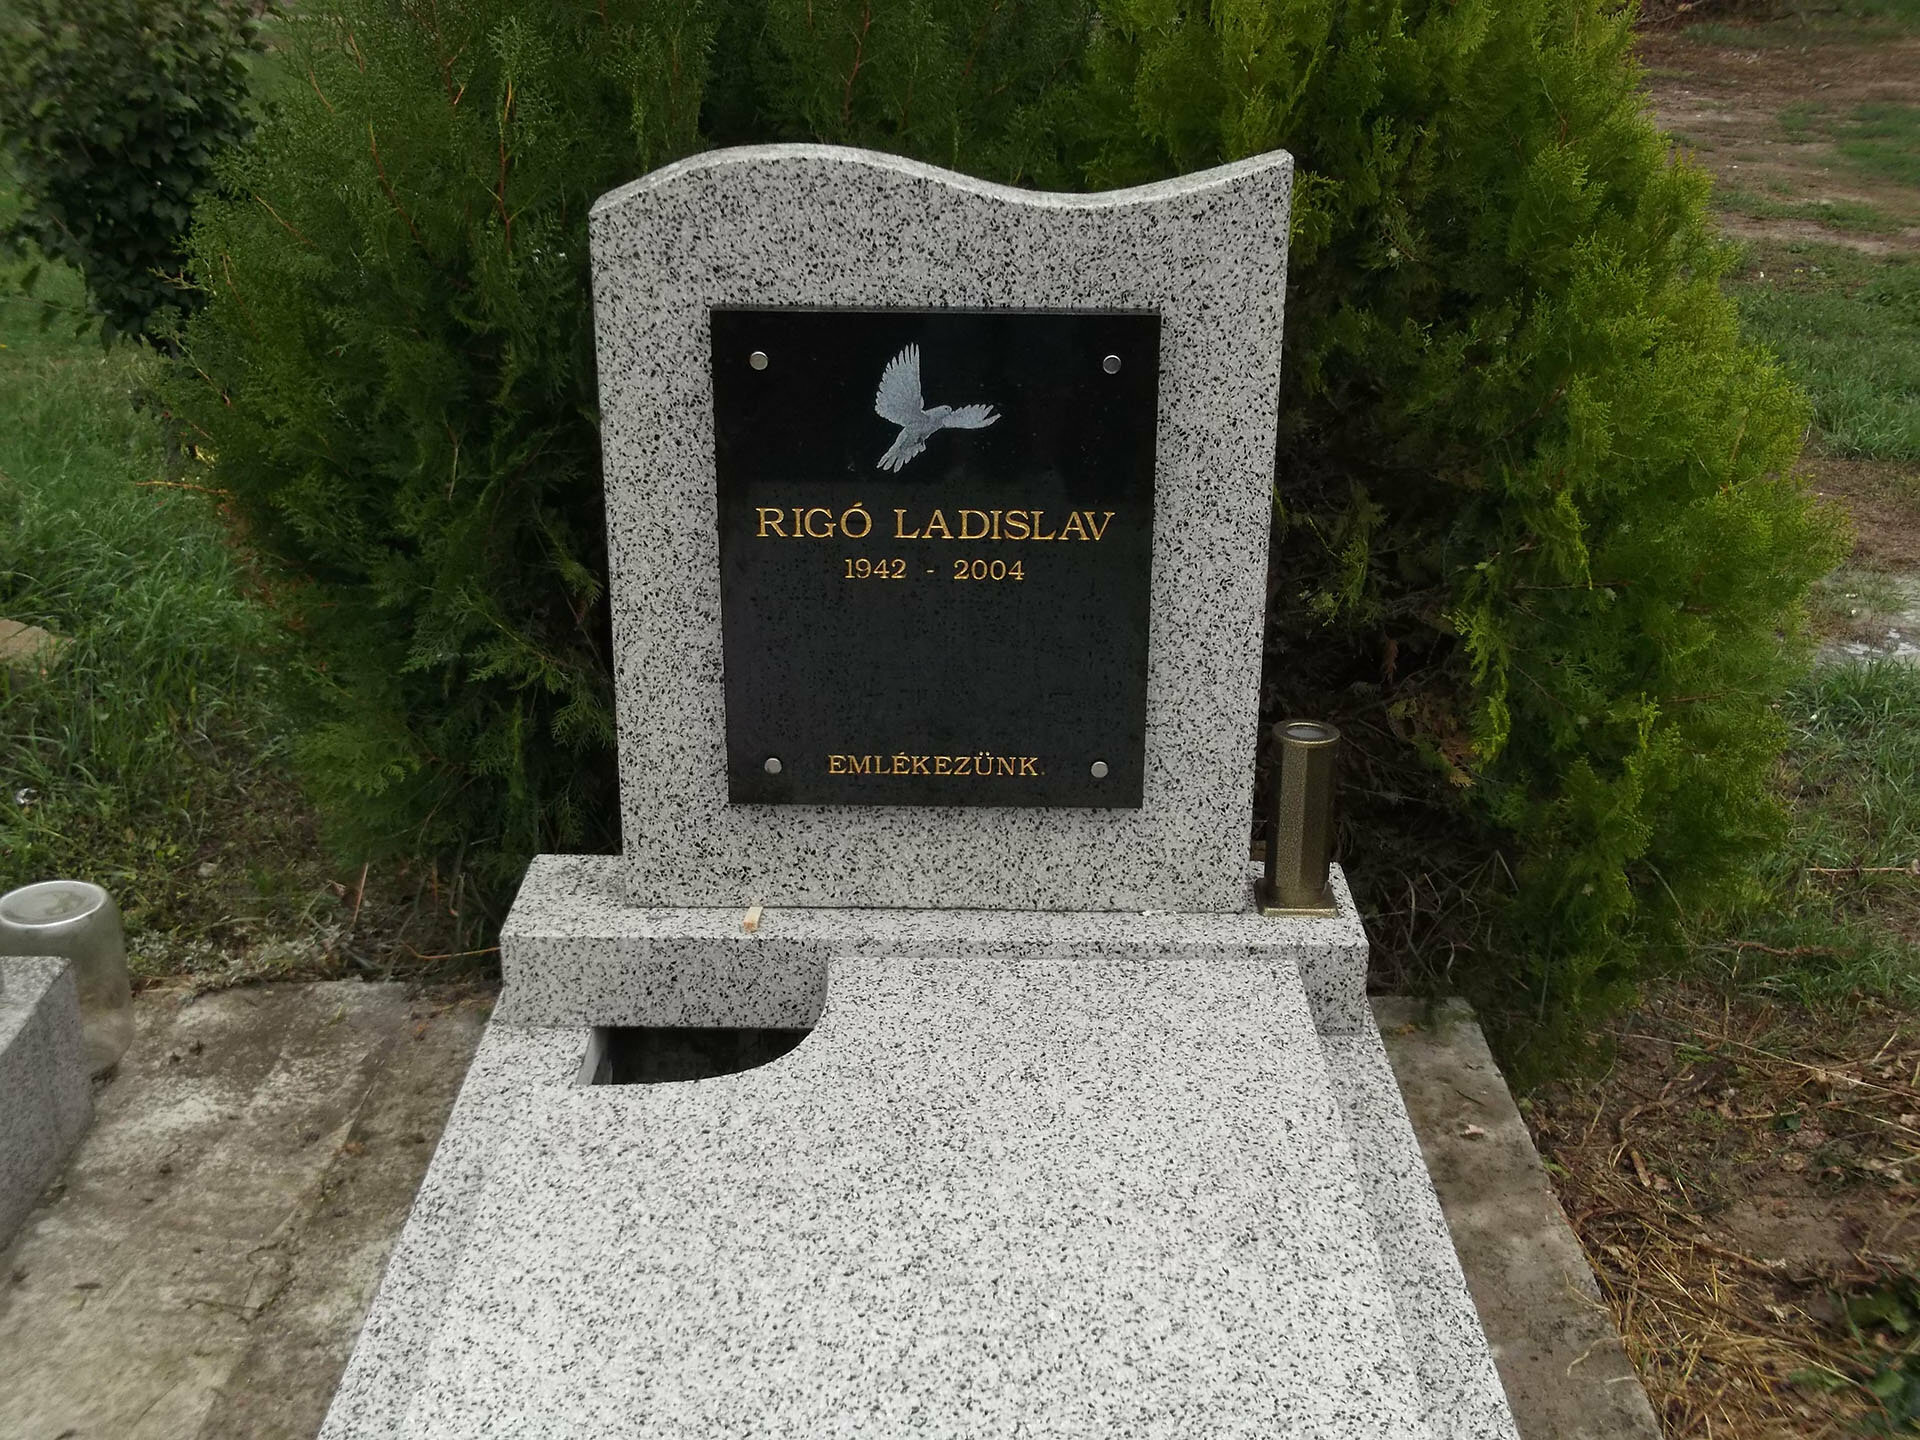 RIGÓ LADISLAV
1942 - 2004
EMLÉKEZÜNK.